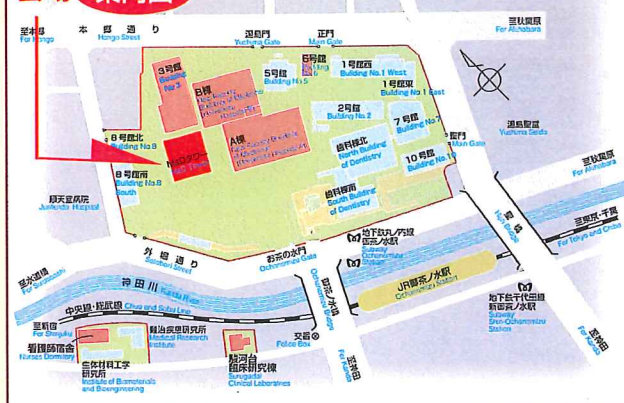 案内図
至本郷
For Hongo
本郷通り
Hongo Street
湯島門
Yushima Gate
正門
Main Gate
至秋葉原
For Akihabara
3号館
Building
No 3
B棟
5号館
Building No 5
6号館
1号館西
Building No.1 West
1号館東
Building No.1 East
2号館
Building No 2
7号館
Building No 7
A棟
8号館北
Building No.8
8号館南
Building No.8
South
歯科棟北
North Building
of Dentistry
10号館
Building No.10
聖門
湯島聖堂
Yushima Seido
順天堂病院
Juntendo Hospital
歯科棟南
South Building
of Dentistry
至秋葉原
For Akihabara
外堀通り
Sotobori Street
お茶の水門
Ochanomizu Gate
地下鉄丸ノ内線
御茶ノ水駅
Subway
Ochanomizu
Station
聖橋
Hijiri Bridge
至東京・千葉
For Tokyo and Chiba
至水道橋
For Suidobashi
神田川
Kanda River
御茶ノ水橋
Ochanomizu Bridge
JR御茶ノ水駅
Ochanomizu Station
中央線・総武線 Chuo and Sobu Line
地下鉄千代田線
新御茶ノ水駅
Subway
Shin-Ochanomizu
Station
至新宿
For Shinjuku
看護師宿舎
Nurses Dormitory
難治疾患研究所
Medical Research
Institute
交番
Police Box
生体材料工学
研究所
Institute of Biomaterials
and Bioengineering
駿河台
臨床研究棟
Surugadai
Clinical Laboratories
至神田
For Kanda
至神田
For Kanda